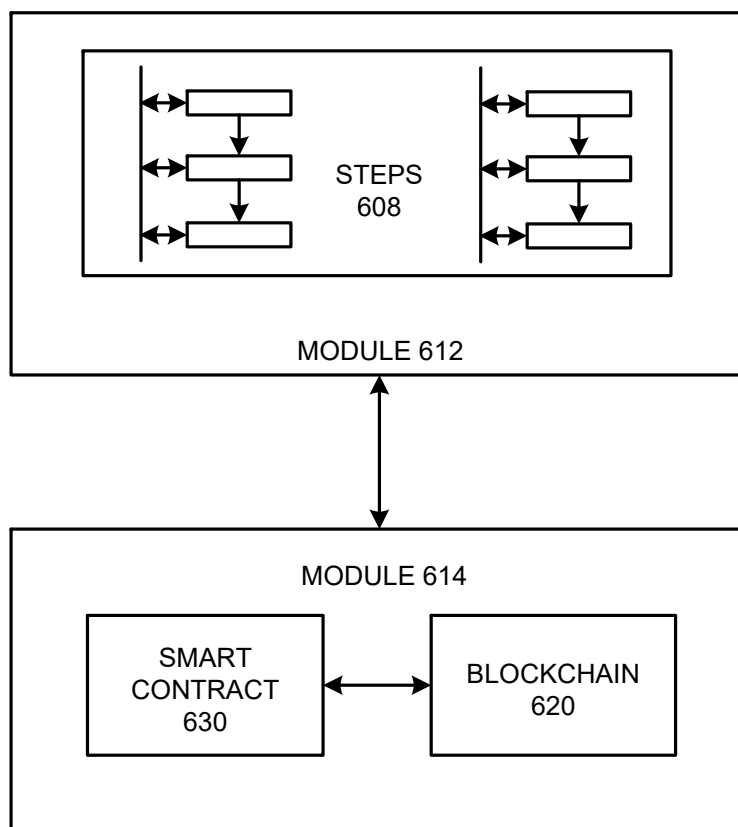 STEPS
608
MODULE 612
MODULE 614
SMART
CONTRACT
630
BLOCKCHAIN
620